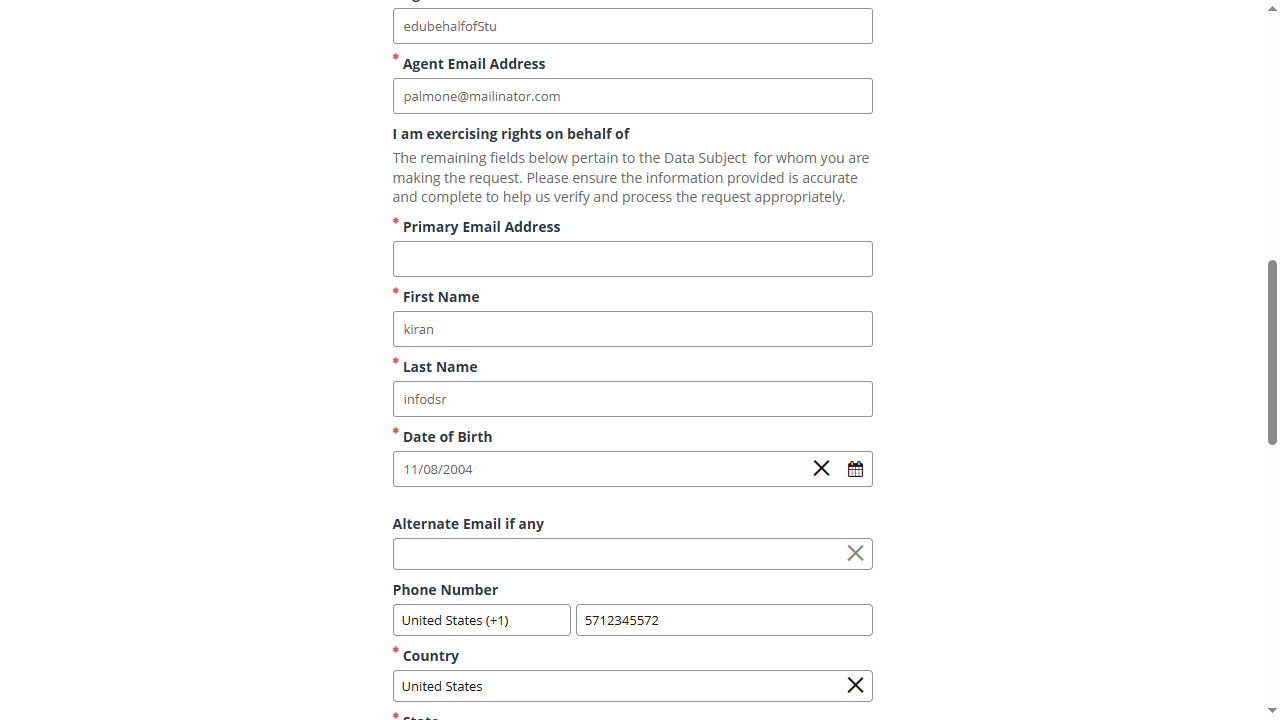 edubehalfofStu
* Agent Email Address
palmone@mailinator.com
I am exercising rights on behalf of
The remaining fields below pertain to the Data Subject  for whom you are
making the request. Please ensure the information provided is accurate
and complete to help us verify and process the request appropriately.
* Primary Email Address
* First Name
kiran
* Last Name
infodsr
* Date of Birth
11/08/2004
Alternate Email if any
Phone Number
United States (+1) 5712345572
* Country
United States
* State